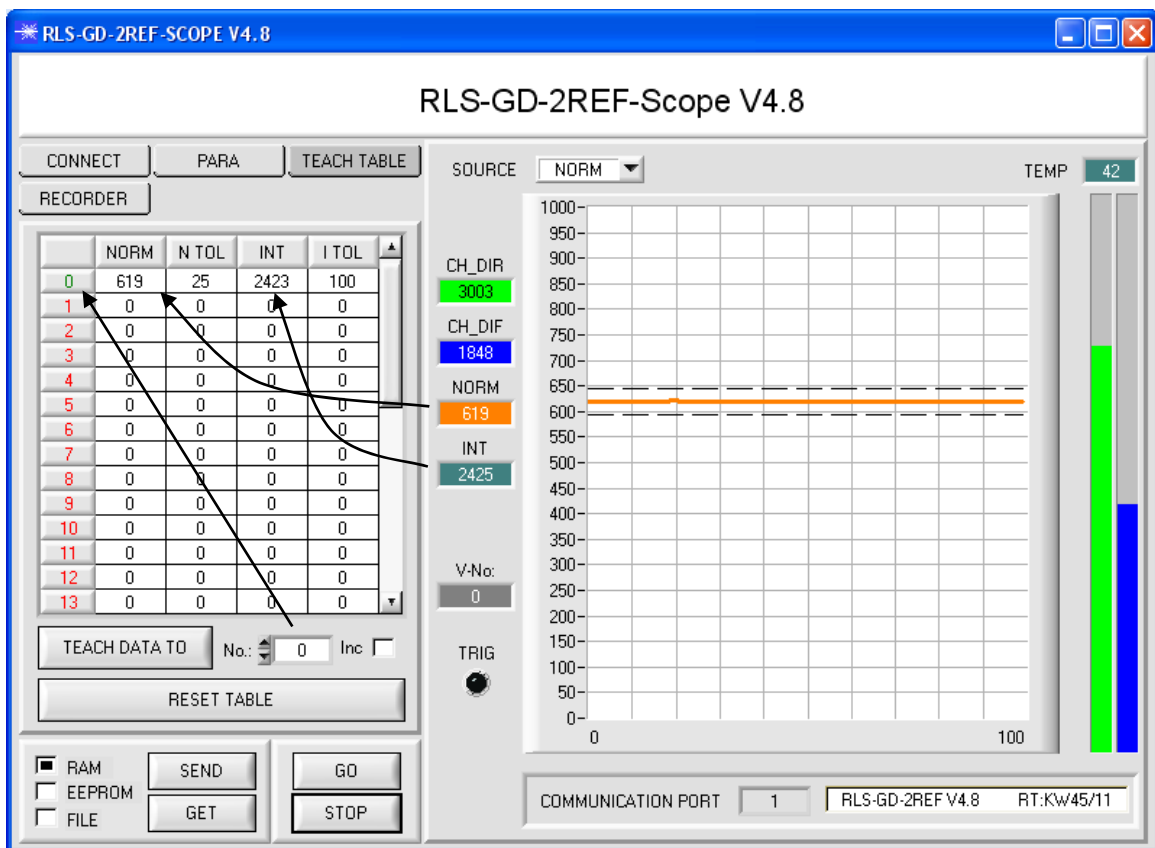 RLS-GD-2REF-SCOPE V4.8
RLS-GD-2REF-Scope V4.8
CONNECT PARA TEACH TABLE
RECORDER
NORM N TOL INT I TOL
0 619 25 2423 100
1 0 0 0 0
2 0 0 0 0
3 0 0 0 0
4 0 0 0 0
5 0 0 0 0
6 0 0 0 0
7 0 0 0 0
8 0 0 0 0
9 0 0 0 0
10 0 0 0 0
11 0 0 0 0
12 0 0 0 0
13 0 0 0 0
TEACH DATA TO No.: 0 Inc
RESET TABLE
RAM
EEPROM
FILE
SEND
GET
GO
STOP
SOURCE NORM
TEMP 42
CH_DIR
3003
CH_DIF
1848
NORM
619
INT
2425
V-No:
0
TRIG
1000
950
900
850
800
750
700
650
600
550
500
450
400
350
300
250
200
150
100
50
0
0 100
COMMUNICATION PORT 1 RLS-GD-2REF V4.8 RT:KW45/11